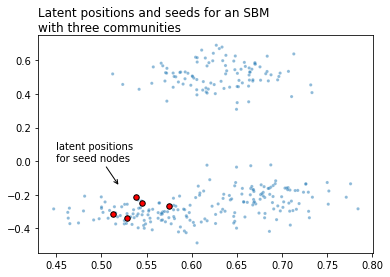 Latent positions and seeds for an SBM
with three communities
0.6
0.4
0.2
0.0
−0.2
−0.4
latent positions
for seed nodes
0.45 0.50 0.55 0.60 0.65 0.70 0.75 0.80